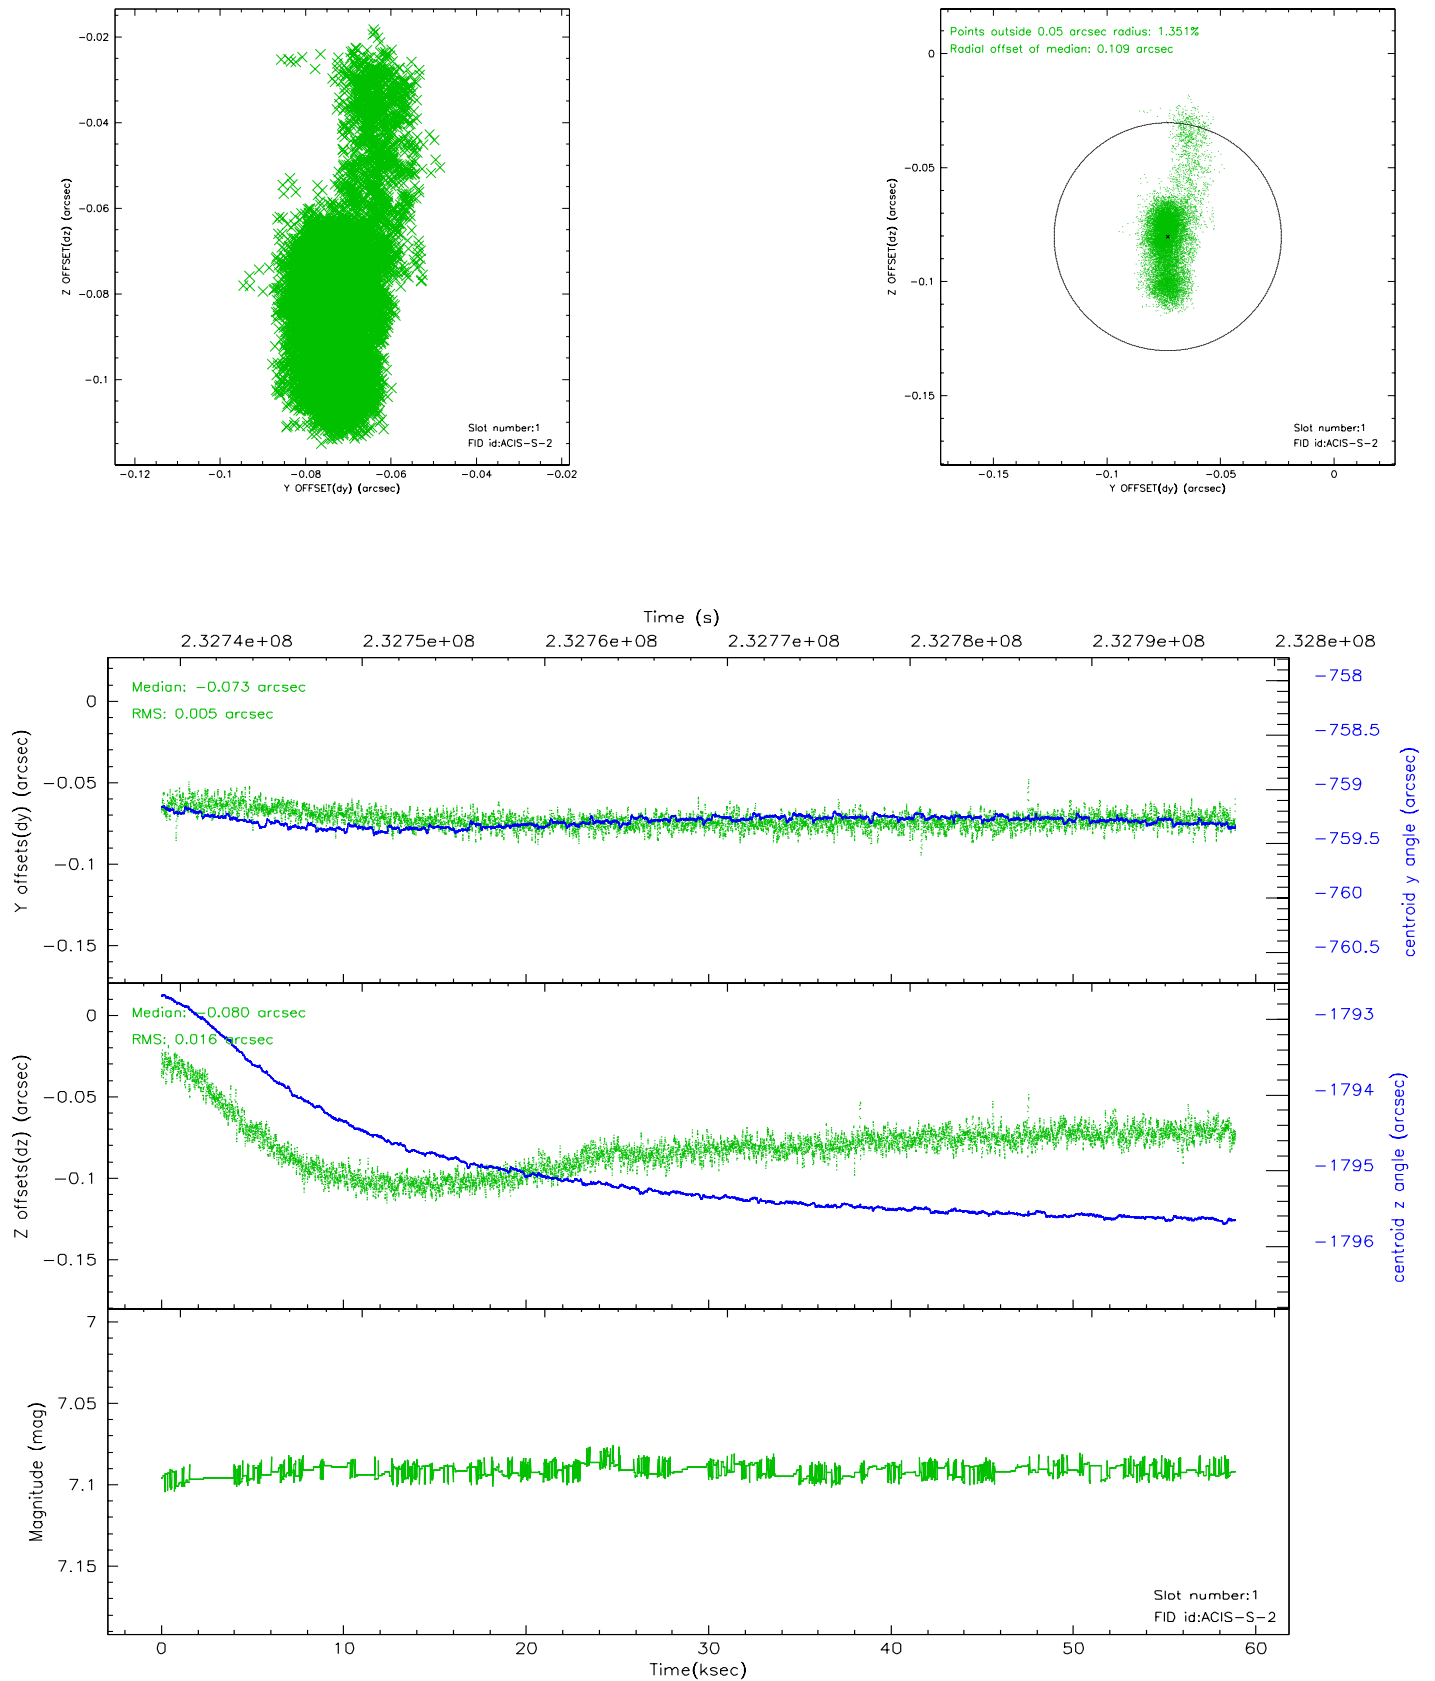 −0.02
−0.04
−0.06
−0.08
−0.1
Z OFFSET(dz) (arcsec)
Slot number:1
FID id:ACIS−S−2
−0.12
−0.1
−0.08
−0.06
−0.04
−0.02
Y OFFSET(dy) (arcsec)
Points outside 0.05 arcsec radius: 1.351%
Radial offset of median: 0.109 arcsec
0
−0.05
−0.1
−0.15
Z OFFSET(dz) (arcsec)
Slot number:1
FID id:ACIS−S−2
−0.15
−0.1
−0.05
0
Y OFFSET(dy) (arcsec)
Time (s)
2.3274e+08
2.3275e+08
2.3276e+08
2.3277e+08
2.3278e+08
2.3279e+08
2.328e+08
Median: −0.073 arcsec
RMS: 0.005 arcsec
0
−0.05
−0.1
−0.15
Y offsets(dy) (arcsec)
−758
−758.5
−759
−759.5
−760
−760.5
centroid y angle (arcsec)
Median: −0.080 arcsec
RMS: 0.016 arcsec
0
−0.05
−0.1
−0.15
Z offsets(dz) (arcsec)
−1793
−1794
−1795
−1796
centroid z angle (arcsec)
7
7.05
7.1
7.15
Magnitude (mag)
Slot number:1
FID id:ACIS−S−2
0
10
20
30
40
50
60
Time(ksec)